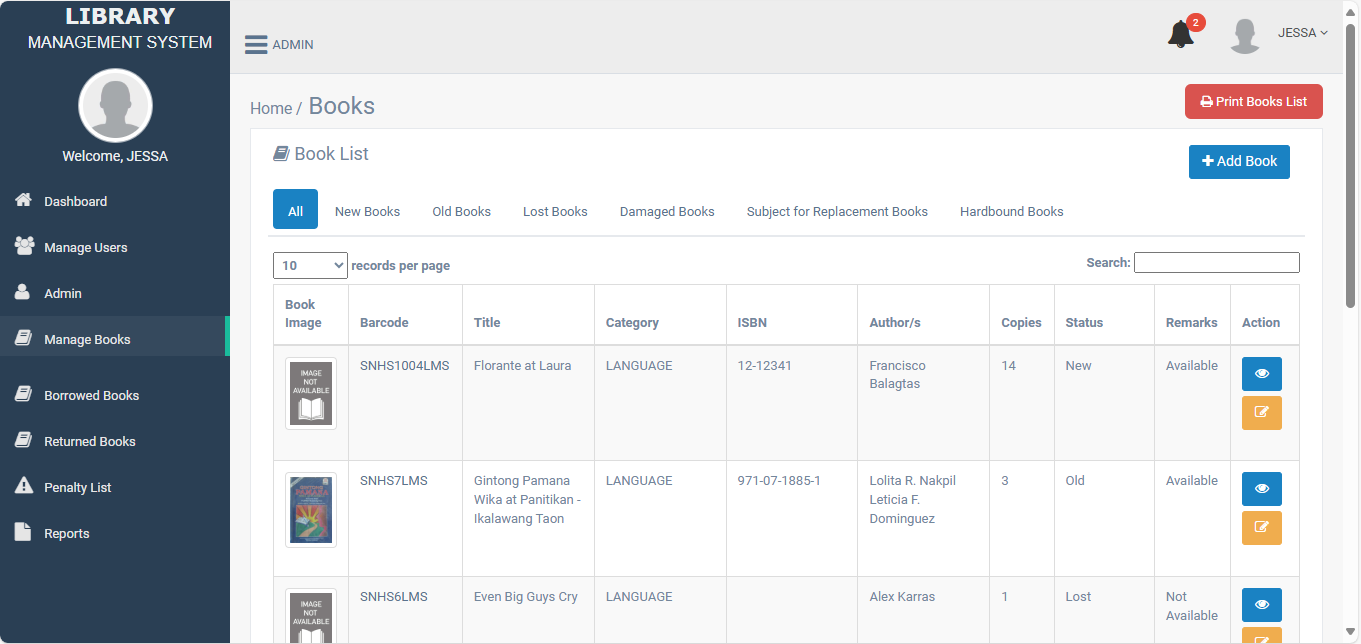 LIBRARY
MANAGEMENT SYSTEM
Welcome, JESSA
Dashboard
Manage Users
Admin
Manage Books
Borrowed Books
Returned Books
Penalty List
Reports
ADMIN
2
JESSA
Home / Books
Print Books List
Book List
Add Book
All New Books Old Books Lost Books Damaged Books Subject for Replacement Books Hardbound Books
10 records per page
Search:
Book Image Barcode Title Category ISBN Author/s Copies Status Remarks Action
IMAGE
NOT
AVAILABLE
SNHS1004LMS Florante at Laura LANGUAGE 12-12341 Francisco Balagtas 14 New Available
SNHS7LMS Gintong Pamana Wika at Panitikan - Ikalawang Taon LANGUAGE 971-07-1885-1 Lolita R. Nakpil Leticia F. Dominguez 3 Old Available
IMAGE
NOT
AVAILABLE
SNHS6LMS Even Big Guys Cry LANGUAGE Alex Karras 1 Lost Not Available